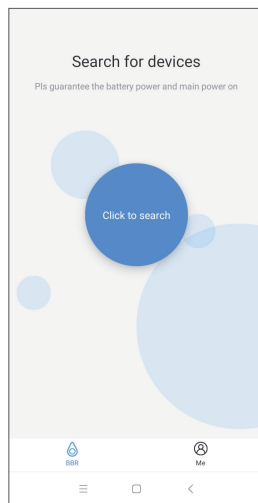 Search for devices
Pls guarantee the battery power and main power on
Click to search
BBR
Me